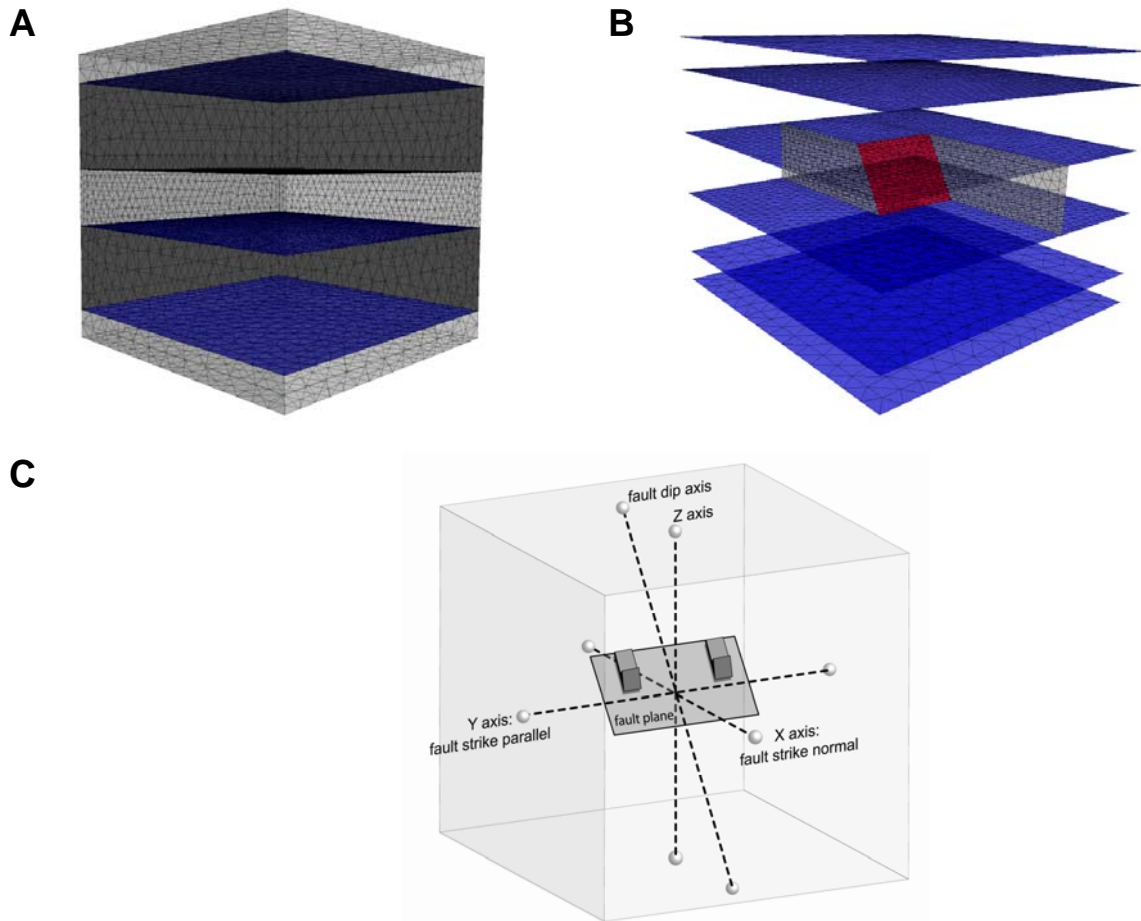 A
B
C
fault dip axis
Z axis
Y axis:
fault strike parallel
fault plane
X axis:
fault strike normal